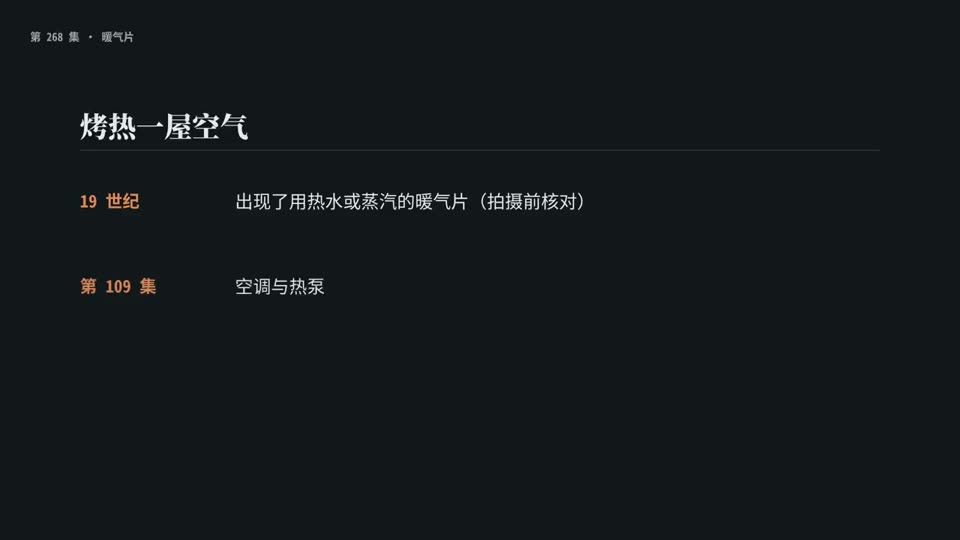 第 268 集 · 暖气片
烤热一屋空气
19 世纪 出现了用热水或蒸汽的暖气片（拍摄前核对）
第 109 集 空调与热泵